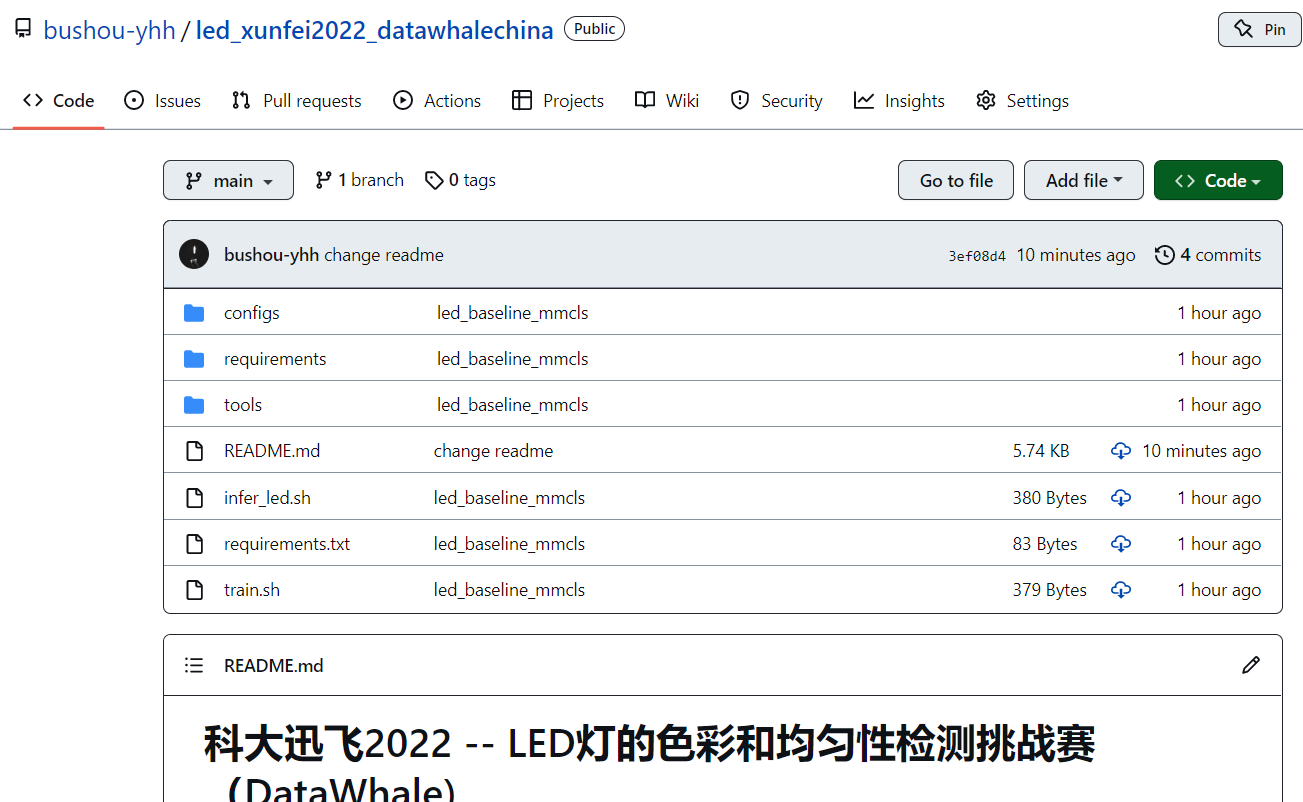 bushou-yhh / led_xunfei2022_datawhalechina Public Pin
Code Issues Pull requests Actions Projects Wiki Security Insights Settings
main 1 branch 0 tags Go to file Add file Code
bushou-yhh change readme 3ef08d4 10 minutes ago 4 commits
configs led_baseline_mmcls 1 hour ago
requirements led_baseline_mmcls 1 hour ago
tools led_baseline_mmcls 1 hour ago
README.md change readme 5.74 KB 10 minutes ago
infer_led.sh led_baseline_mmcls 380 Bytes 1 hour ago
requirements.txt led_baseline_mmcls 83 Bytes 1 hour ago
train.sh led_baseline_mmcls 379 Bytes 1 hour ago
README.md
科大迅飞2022 -- LED灯的色彩和均匀性检测挑战赛
（DataWhale)